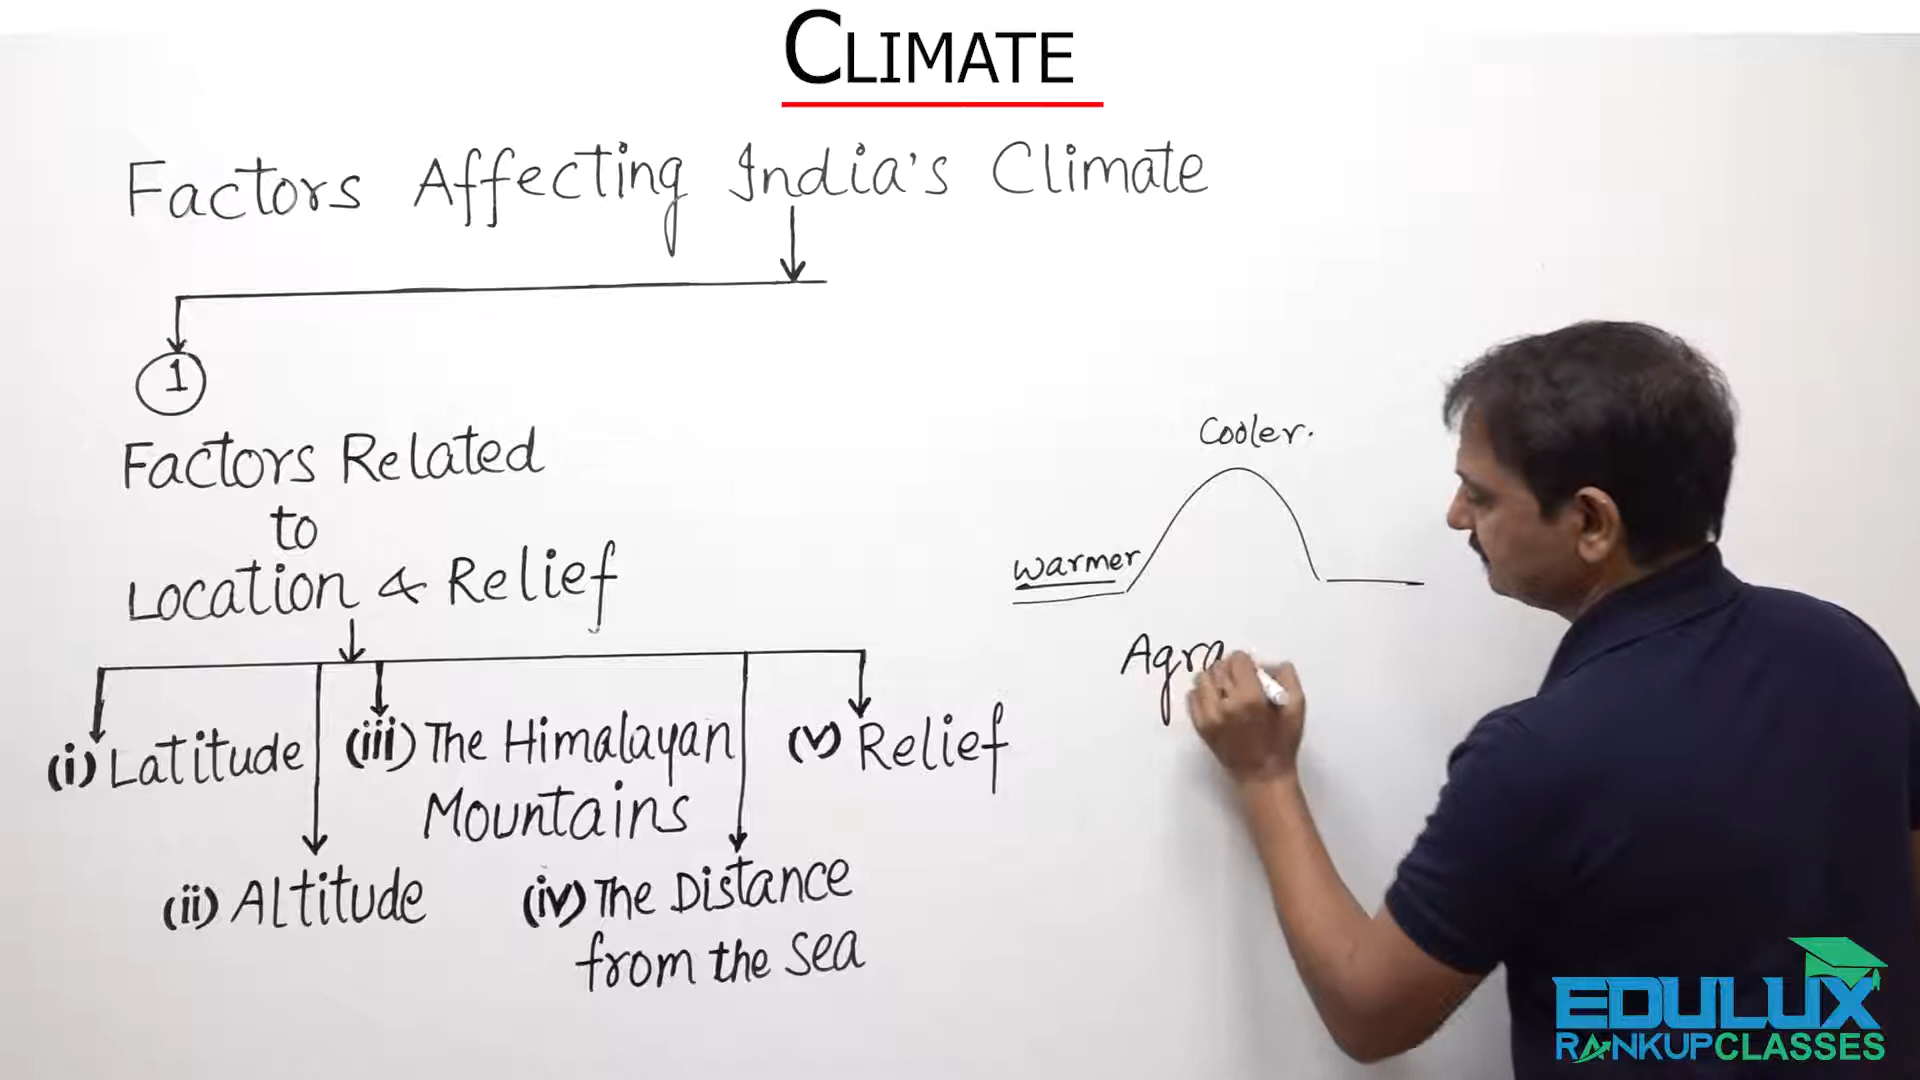 CLIMATE
Factors Affecting India's Climate
1
Factors Related
to
Location & Relief
(i) Latitude
(iii) The Himalayan
Mountains
(v) Relief
(ii) Altitude
(iv) The Distance
from the sea
Cooler.
warmer
Agra
EDULUX
RANKUPCLASSES